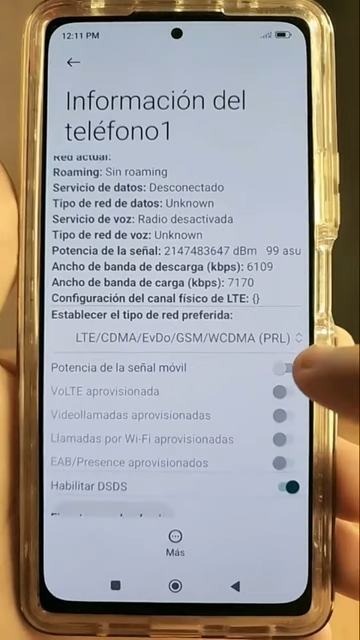 12:11 PM
Información del
teléfono1
Red actual:
Roaming: Sin roaming
Servicio de datos: Desconectado
Tipo de red de datos: Unknown
Servicio de voz: Radio desactivada
Tipo de red de voz: Unknown
Potencia de la señal: 2147483647 dBm 99 asu
Ancho de banda de descarga (kbps): 6109
Ancho de banda de carga (kbps): 7170
Configuración del canal físico de LTE: {}
Establecer el tipo de red preferida:
LTE/CDMA/EvDo/GSM/WCDMA (PRL)
Potencia de la señal móvil
VoLTE aprovisionada
Videollamadas aprovisionadas
Llamadas por Wi-Fi aprovisionadas
EAB/Presence aprovisionados
Habilitar DSDS
Más